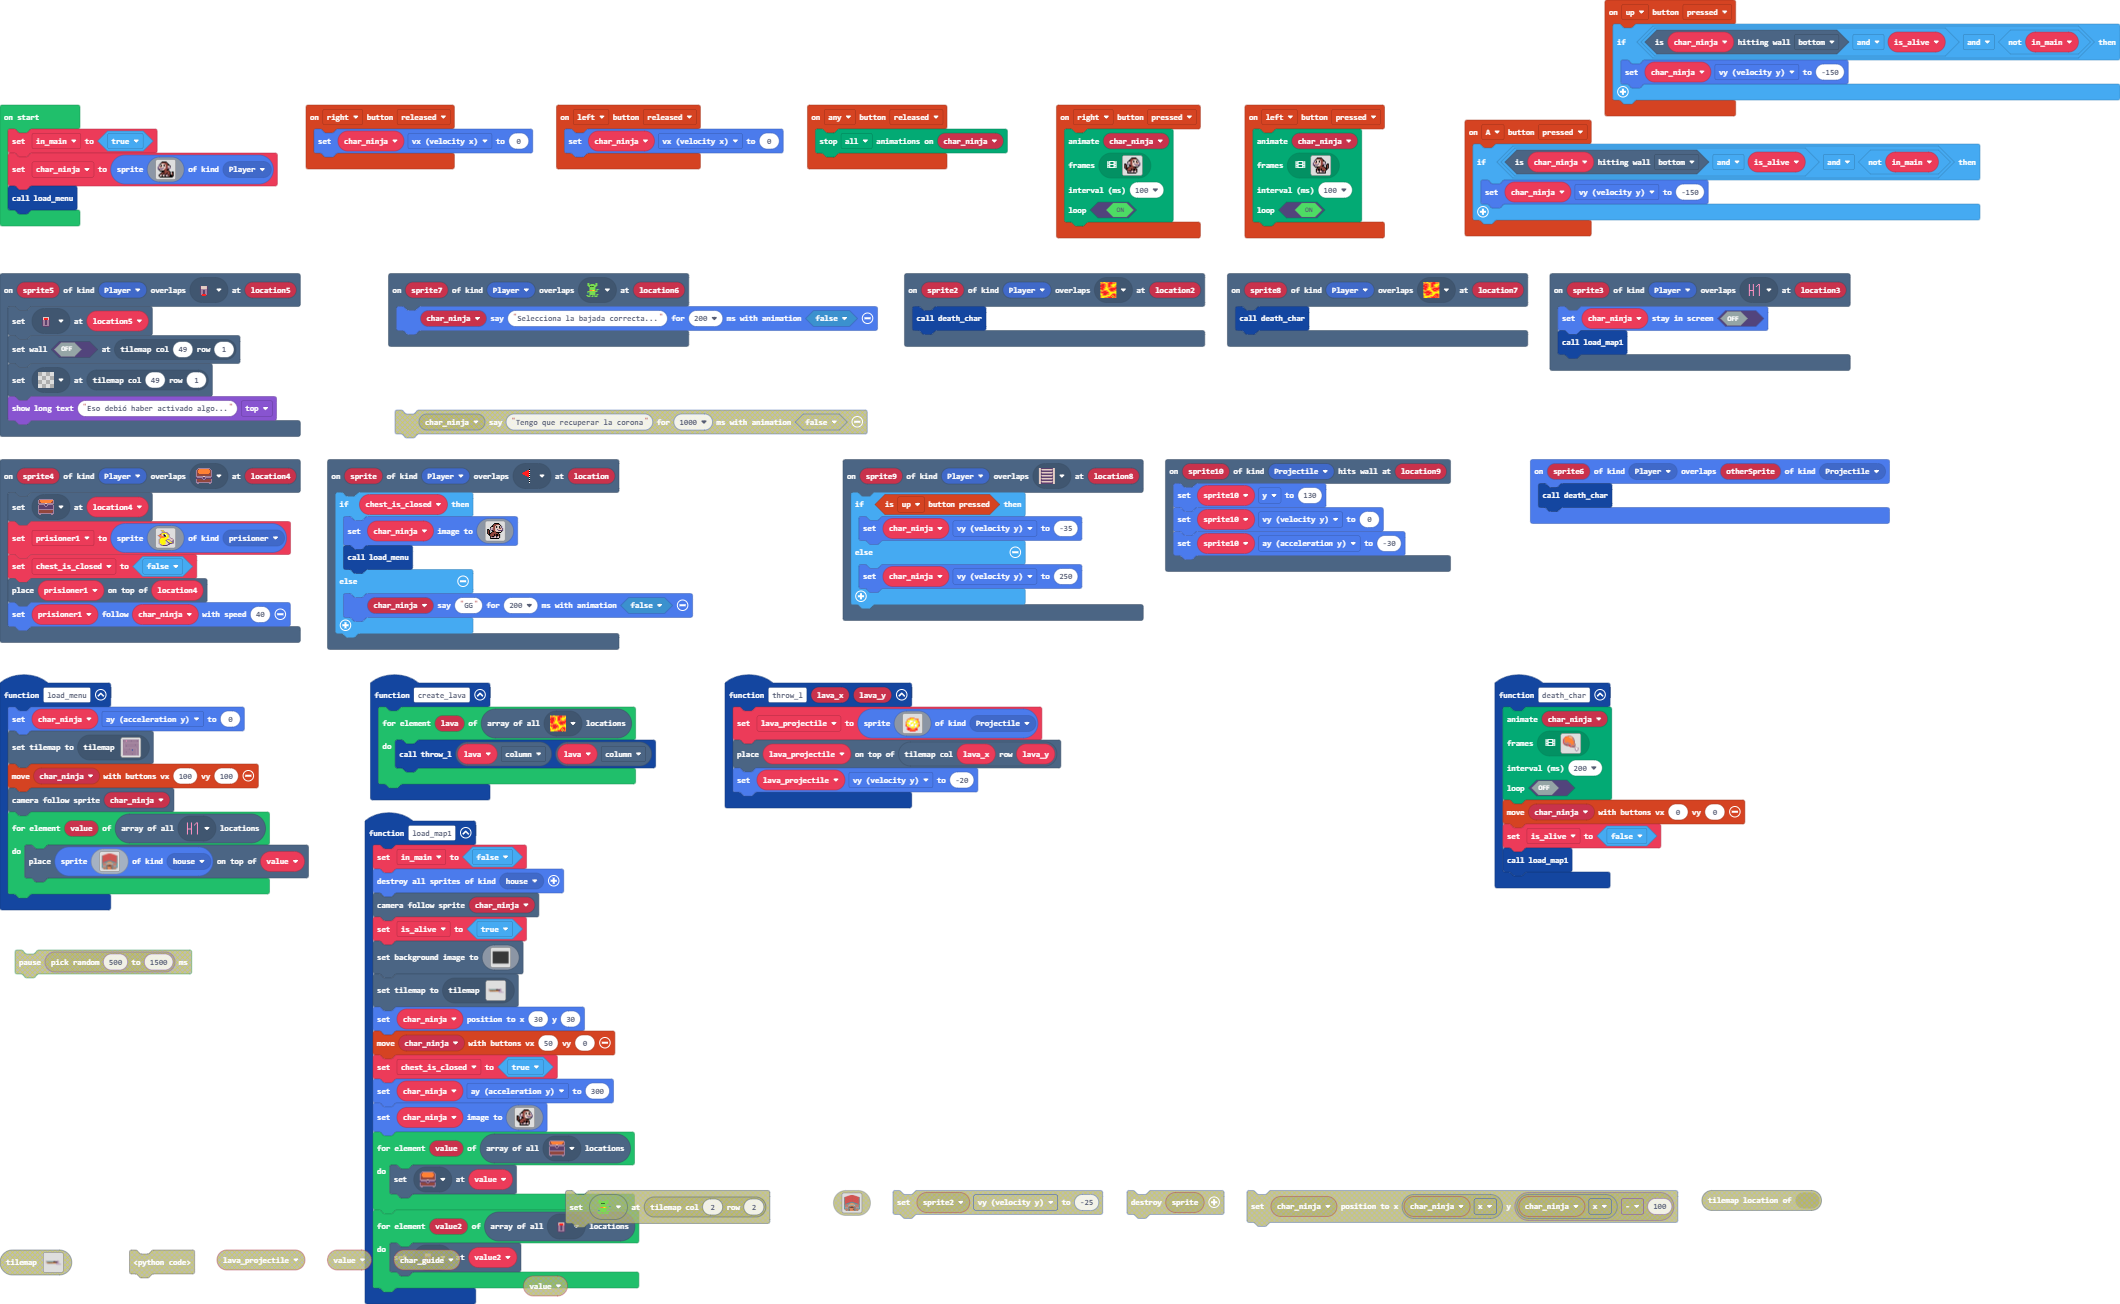 on up button pressed
if is char_ninja hitting wall bottom and is_alive and not in_main then
set char_ninja vy (velocity y) to -150
on start
set in_main to true
set char_ninja to sprite of kind Player
call load_menu
on right button released
set char_ninja vx (velocity x) to 0
on left button released
set char_ninja vx (velocity x) to 0
on any button released
stop all animations on char_ninja
on right button pressed
animate char_ninja
frames
interval (ms) 100
loop ON
on left button pressed
animate char_ninja
frames
interval (ms) 100
loop ON
on A button pressed
if is char_ninja hitting wall bottom and is_alive and not in_main then
set char_ninja vy (velocity y) to -150
on sprite5 of kind Player overlaps at location5
set at location5
set wall OFF at tilemap col 49 row 1
set at tilemap col 49 row 1
show long text "Eso debió haber activado algo..." top
on sprite7 of kind Player overlaps at location6
char_ninja say "Selecciona la bajada correcta..." for 200 ms with animation false
on sprite2 of kind Player overlaps at location2
call death_char
on sprite8 of kind Player overlaps at location7
call death_char
on sprite3 of kind Player overlaps at location3
set char_ninja stay in screen OFF
call load_map1
char_ninja say "Tengo que recuperar la corona" for 1000 ms with animation false
on sprite4 of kind Player overlaps at location4
set at location4
set prisioner1 to sprite of kind prisioner
set chest_is_closed to false
place prisioner1 on top of location4
set prisioner1 follow char_ninja with speed 40
on sprite of kind Player overlaps at location
if chest_is_closed then
set char_ninja image to
call load_menu
else
char_ninja say "GG" for 200 ms with animation false
on sprite9 of kind Player overlaps at location8
if is up button pressed then
set char_ninja vy (velocity y) to -35
else
set char_ninja vy (velocity y) to 250
on sprite10 of kind Projectile hits wall at location9
set sprite10 y to 130
set sprite10 vy (velocity y) to 0
set sprite10 ay (acceleration y) to -30
on sprite6 of kind Player overlaps otherSprite of kind Projectile
call death_char
function load_menu
set char_ninja ay (acceleration y) to 0
set tilemap to tilemap
move char_ninja with buttons vx 100 vy 100
camera follow sprite char_ninja
for element value of array of all locations
do place sprite of kind house on top of value
function create_lava
for element lava of array of all locations
do call throw_l lava column lava column
function throw_l lava_x lava_y
set lava_projectile to sprite of kind Projectile
place lava_projectile on top of tilemap col lava_x row lava_y
set lava_projectile vy (velocity y) to -20
function death_char
animate char_ninja
frames
interval (ms) 200
loop OFF
move char_ninja with buttons vx 0 vy 0
set is_alive to false
call load_map1
function load_map1
set in_main to false
destroy all sprites of kind house
camera follow sprite char_ninja
set is_alive to true
set background image to
set tilemap to tilemap
set char_ninja position to x 30 y 30
move char_ninja with buttons vx 50 vy 0
set chest_is_closed to true
set char_ninja ay (acceleration y) to 300
set char_ninja image to
for element value of array of all locations
do set at value
for element value2 of array of all locations
do at value2
pause pick random 500 to 1500 ms
set at tilemap col 2 row 2
set sprite2 vy (velocity y) to -25
destroy sprite
set char_ninja position to x char_ninja x y char_ninja x - 100
tilemap location of
tilemap
<python code>
lava_projectile
value
char_guide
value